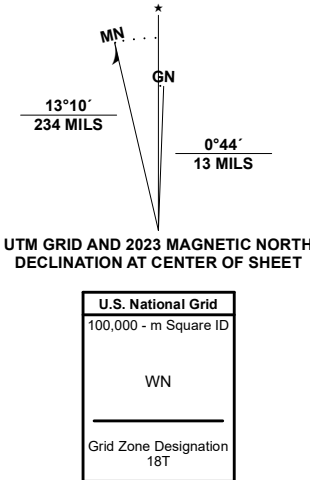 ★
MN
GN
13°10´
234 MILS
0°44´
13 MILS
UTM GRID AND 2023 MAGNETIC NORTH
DECLINATION AT CENTER OF SHEET
U.S. National Grid
100,000 - m Square ID
WN
Grid Zone Designation
18T